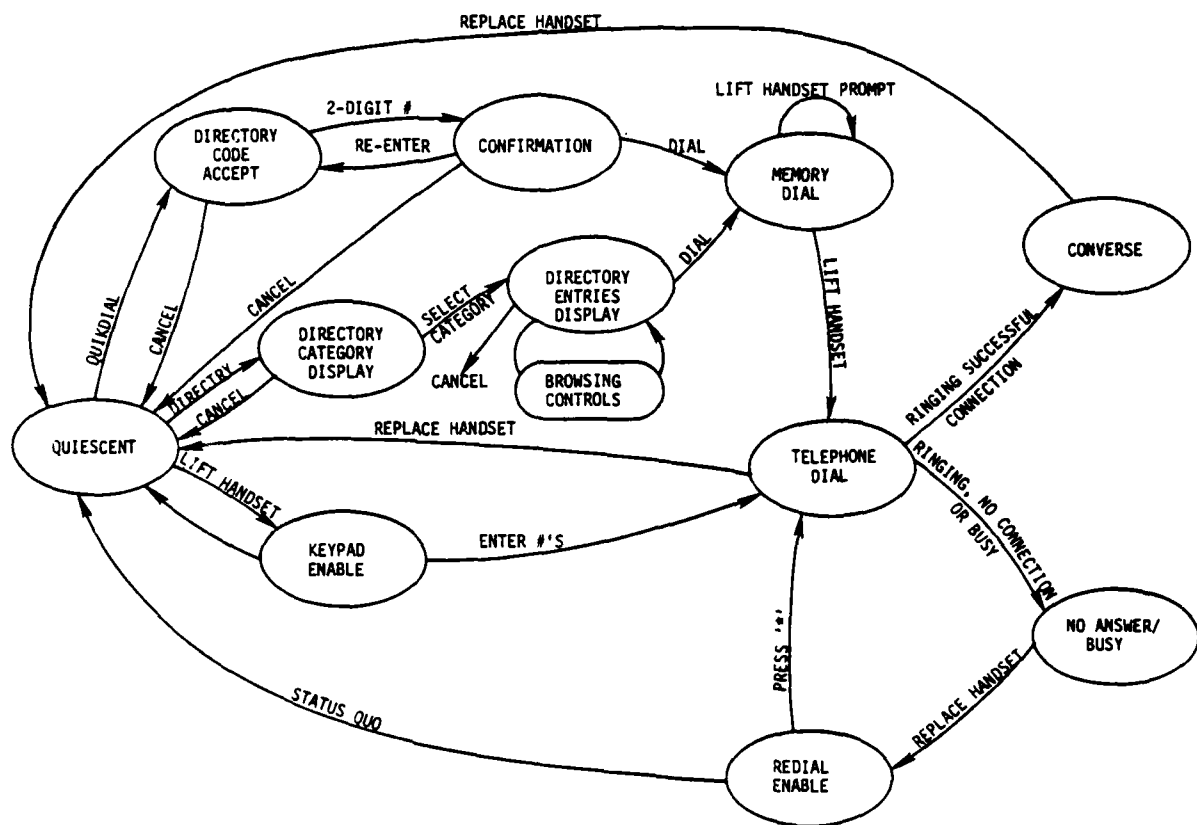 REPLACE HANDSET
LIFT HANDSET PROMPT
2-DIGIT #
DIRECTORY
CODE
ACCEPT
RE-ENTER
CONFIRMATION
DIAL
MEMORY
DIAL
CONVERSE
QUIKDIAL
CANCEL
CANCEL
DIRECTORY
CATEGORY
DISPLAY
SELECT
CATEGORY
DIRECTORY
ENTRIES
DISPLAY
DIAL
LIFT HANDSET
CANCEL
BROWSING
CONTROLS
DIRECTRY
CANCEL
RINGING SUCCESSFUL
CONNECTION
QUIESCENT
REPLACE HANDSET
TELEPHONE
DIAL
LIFT HANDSET
RINGING, NO CONNECTION
OR BUSY
KEYPAD
ENABLE
ENTER #'S
NO ANSWER/
BUSY
PRESS '*'
STATUS QUO
REPLACE HANDSET
REDIAL
ENABLE